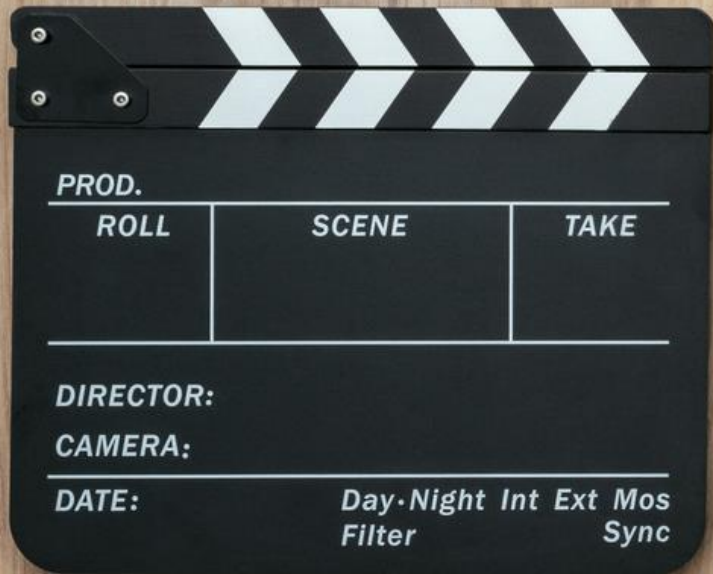 PROD.
ROLL SCENE TAKE
DIRECTOR:
CAMERA:
DATE: Day·Night Int Ext Mos
Filter Sync